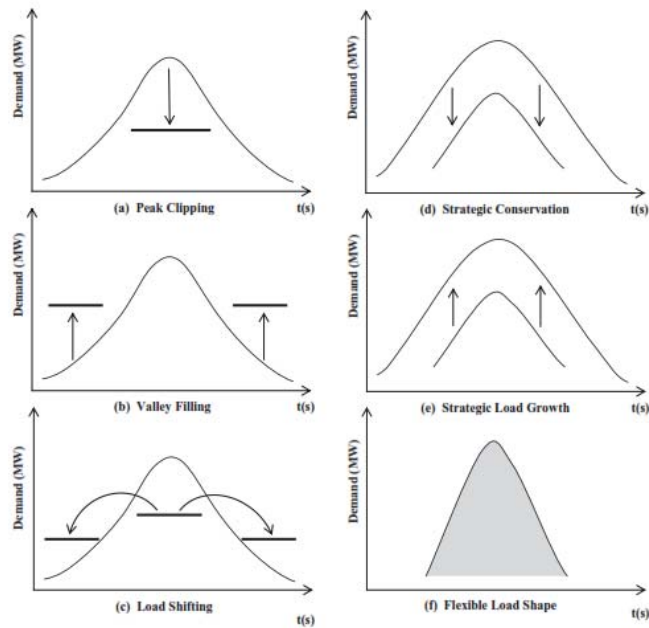 Demand (MW)
(a) Peak Clipping
t(s)
Demand (MW)
(d) Strategic Conservation
t(s)
Demand (MW)
(b) Valley Filling
t(s)
Demand (MW)
(e) Strategic Load Growth
t(s)
Demand (MW)
(c) Load Shifting
t(s)
Demand (MW)
(f) Flexible Load Shape
t(s)